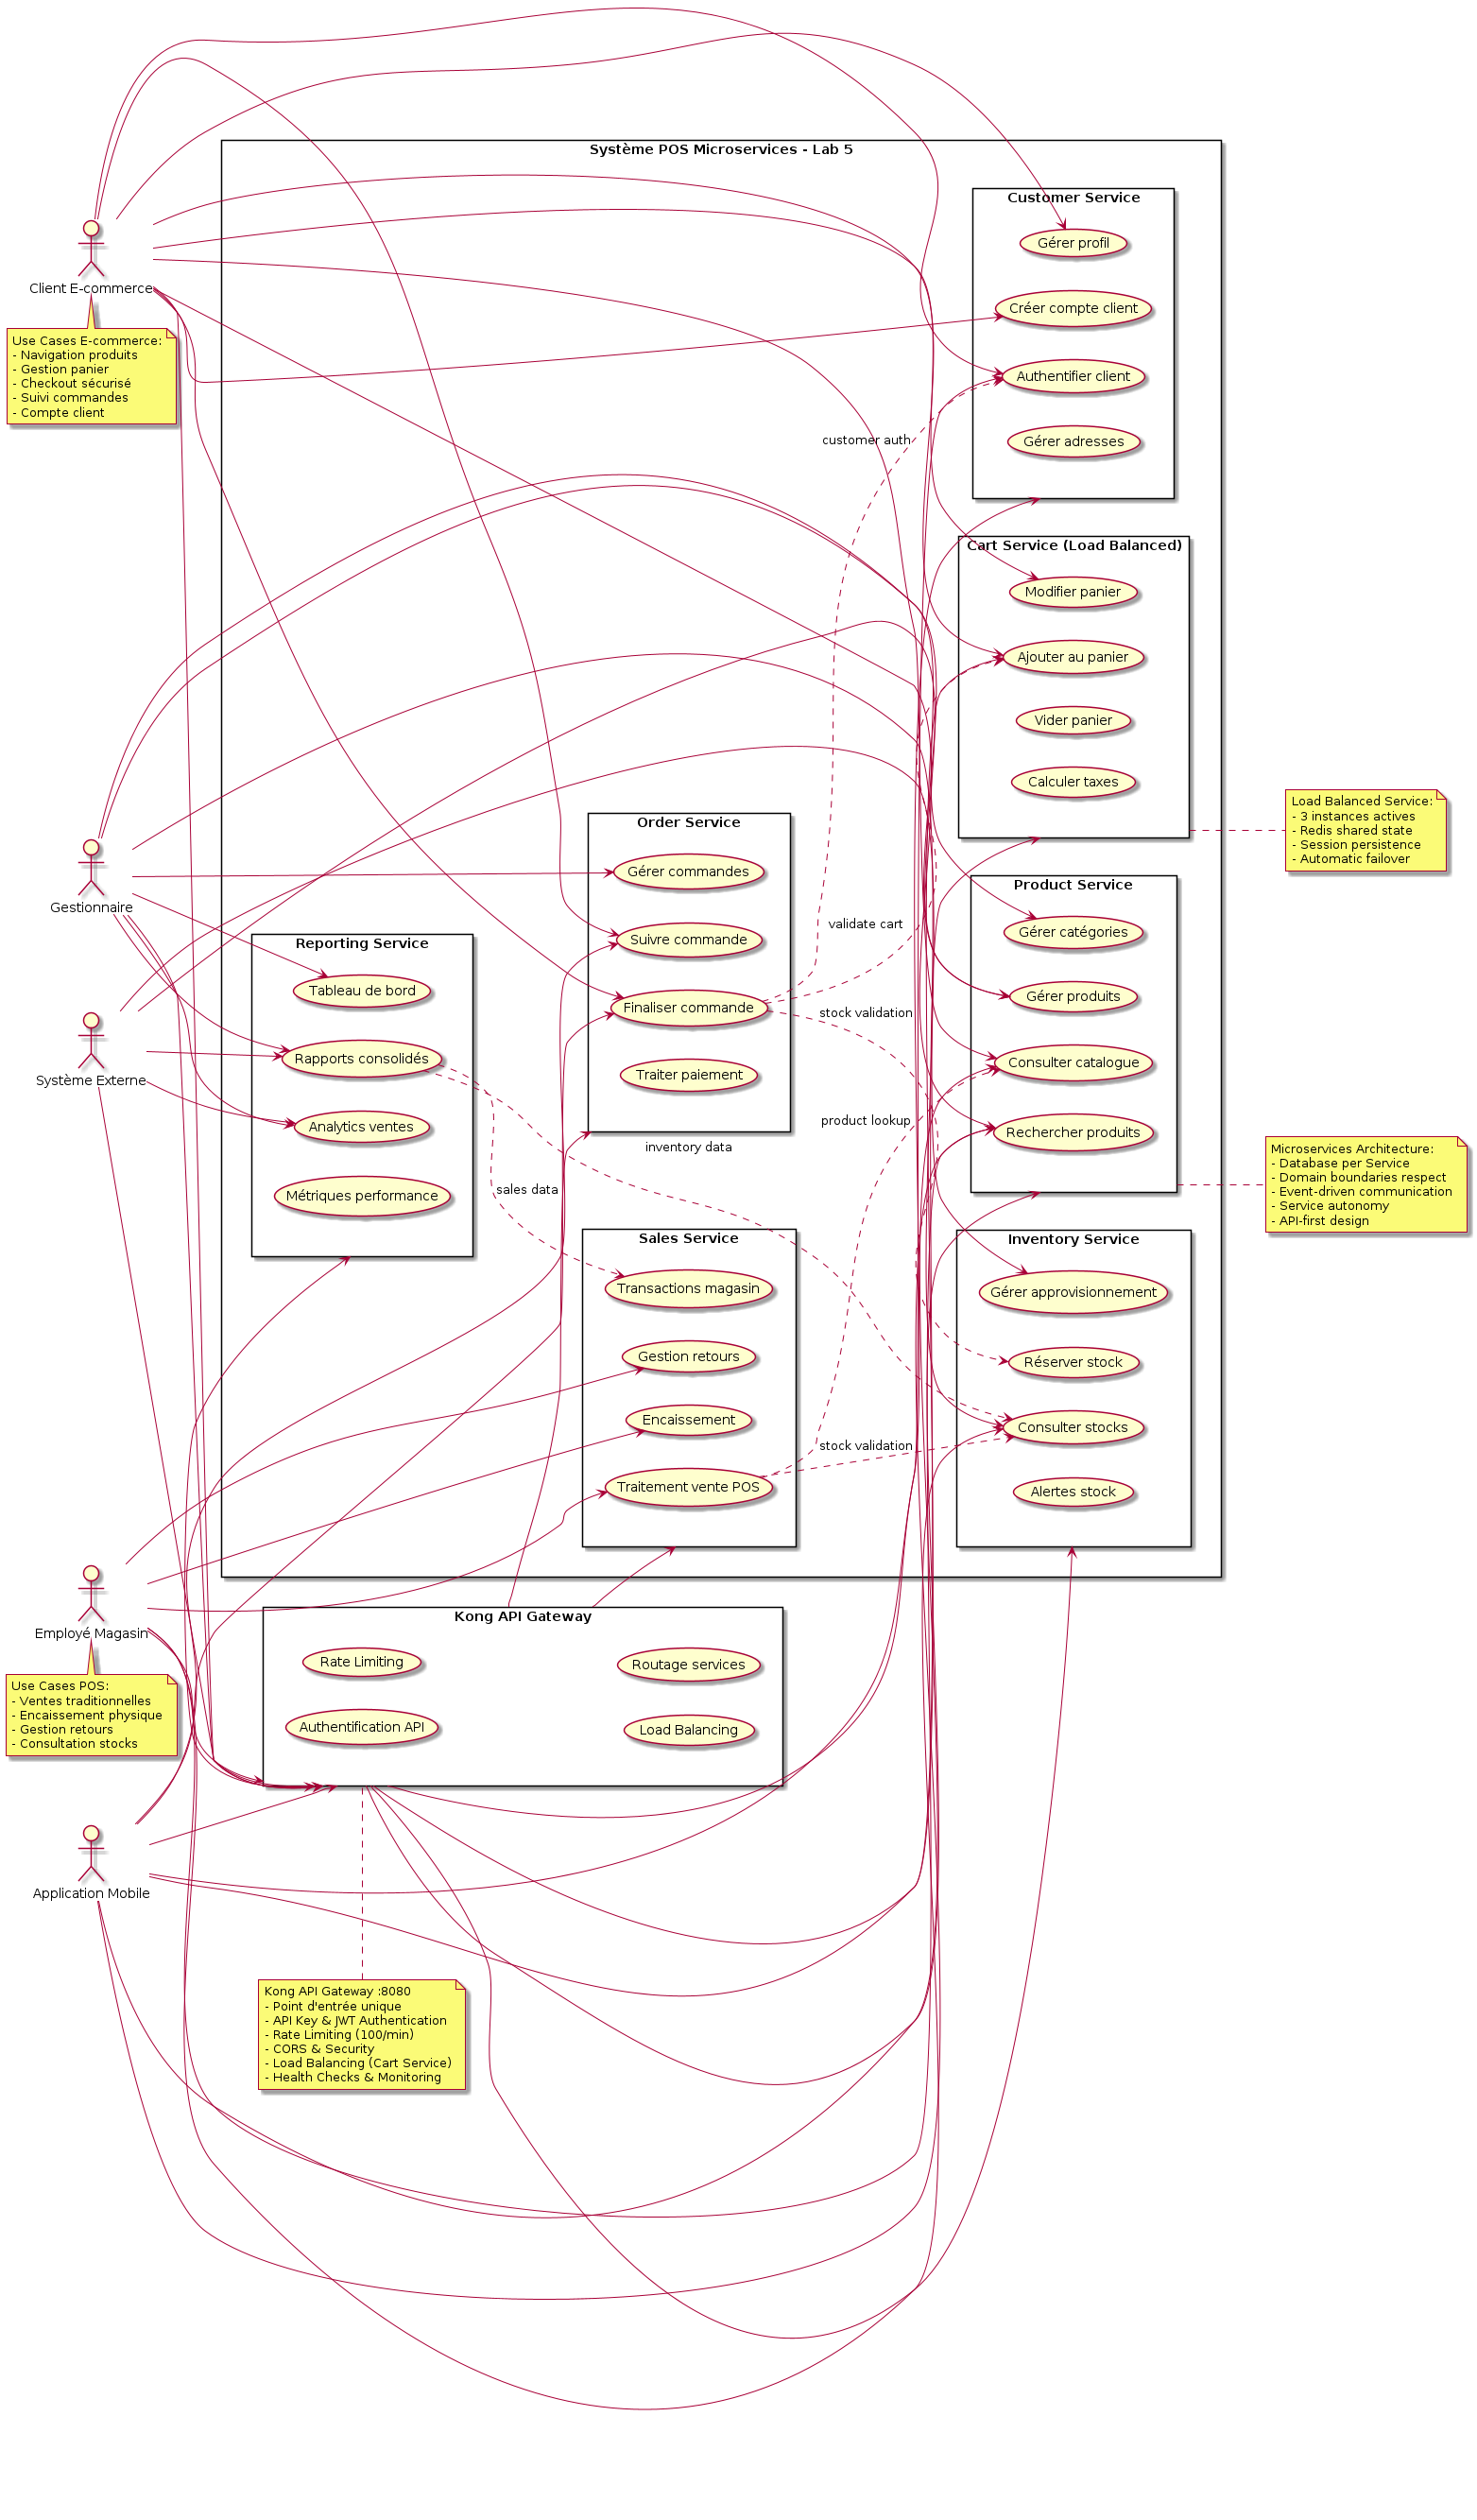 Système POS Microservices - Lab 5
Customer Service
Gérer profil
Créer compte client
Authentifier client
Gérer adresses
Client E-commerce
Use Cases E-commerce:
- Navigation produits
- Gestion panier
- Checkout sécurisé
- Suivi commandes
- Compte client
customer auth
Cart Service (Load Balanced)
Modifier panier
Ajouter au panier
Vider panier
Calculer taxes
Load Balanced Service:
- 3 instances actives
- Redis shared state
- Session persistence
- Automatic failover
Order Service
Gérer commandes
Suivre commande
Finaliser commande
Traiter paiement
validate cart
stock validation
Product Service
Gérer catégories
Gérer produits
Consulter catalogue
Rechercher produits
product lookup
Gestionnaire
Reporting Service
Tableau de bord
Rapports consolidés
Analytics ventes
Métriques performance
Système Externe
inventory data
sales data
Microservices Architecture:
- Database per Service
- Domain boundaries respect
- Event-driven communication
- Service autonomy
- API-first design
Sales Service
Transactions magasin
Gestion retours
Encaissement
Traitement vente POS
stock validation
Inventory Service
Gérer approvisionnement
Réserver stock
Consulter stocks
Alertes stock
Employé Magasin
Use Cases POS:
- Ventes traditionnelles
- Encaissement physique
- Gestion retours
- Consultation stocks
Kong API Gateway
Rate Limiting
Routage services
Authentification API
Load Balancing
Application Mobile
Kong API Gateway :8080
- Point d'entrée unique
- API Key & JWT Authentication
- Rate Limiting (100/min)
- CORS & Security
- Load Balancing (Cart Service)
- Health Checks & Monitoring